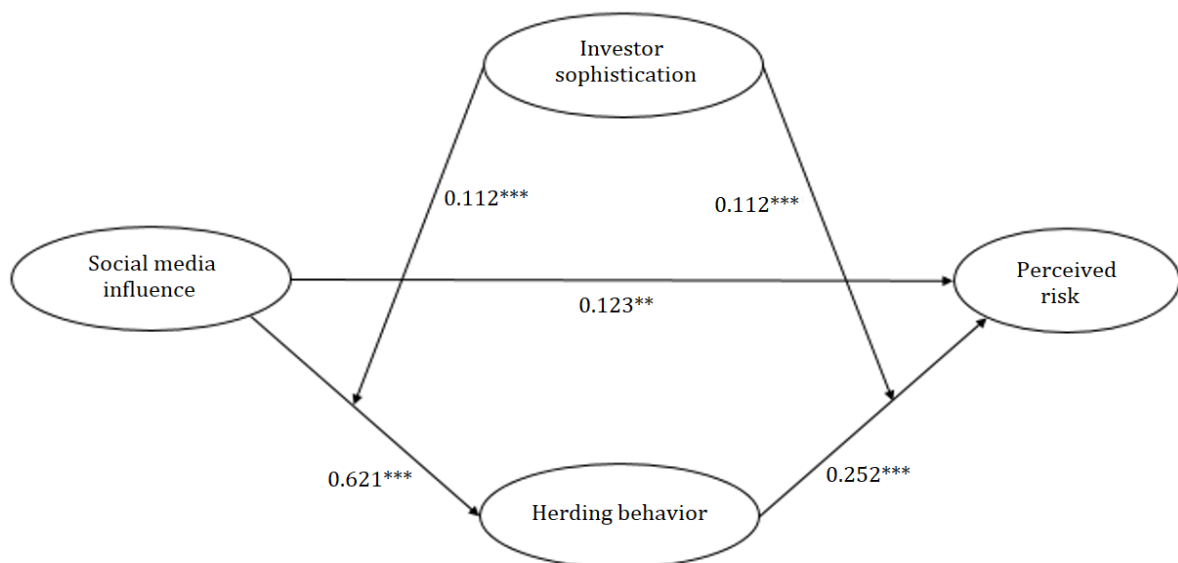 Investor
sophistication
0.112***
0.112***
Social media
influence
Perceived
risk
0.123**
0.621***
0.252***
Herding behavior